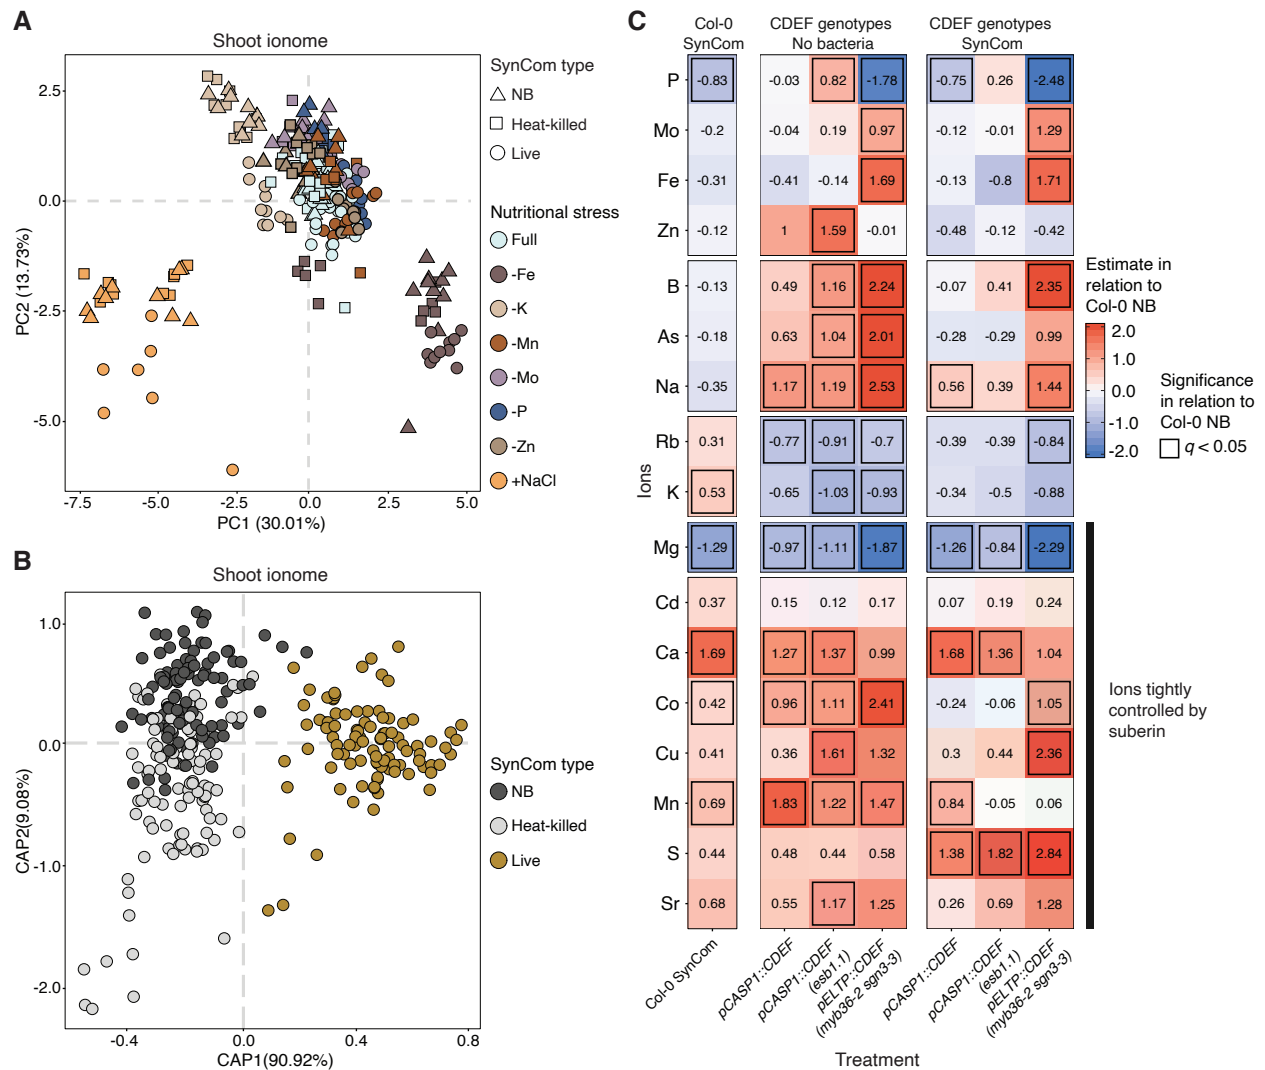 A
Shoot ionome
PC2 (13.73%)
2.5
0.0
-2.5
-5.0
-7.5
-5.0
-2.5
0.0
2.5
5.0
PC1 (30.01%)
SynCom type
NB
Heat-killed
Live
Nutritional stress
Full
-Fe
-K
-Mn
-Mo
-P
-Zn
+NaCl
B
Shoot ionome
CAP2(9.08%)
1.0
0.0
-1.0
-2.0
-0.4
0.0
0.4
0.8
CAP1(90.92%)
SynCom type
NB
Heat-killed
Live
C
Col-0
SynCom
CDEF genotypes
No bacteria
CDEF genotypes
SynCom
Ions
P -0.83 -0.03 0.82 -1.78 -0.75 0.26 -2.48
Mo -0.2 -0.04 0.19 0.97 -0.12 -0.01 1.29
Fe -0.31 -0.41 -0.14 1.69 -0.13 -0.8 1.71
Zn -0.12 1 1.59 -0.01 -0.48 -0.12 -0.42
B -0.13 0.49 1.16 2.24 -0.07 0.41 2.35
As -0.18 0.63 1.04 2.01 -0.28 -0.29 0.99
Na -0.35 1.17 1.19 2.53 0.56 0.39 1.44
Rb 0.31 -0.77 -0.91 -0.7 -0.39 -0.39 -0.84
K 0.53 -0.65 -1.03 -0.93 -0.34 -0.5 -0.88
Mg -1.29 -0.97 -1.11 -1.87 -1.26 -0.84 -2.29
Cd 0.37 0.15 0.12 0.17 0.07 0.19 0.24
Ca 1.69 1.27 1.37 0.99 1.68 1.36 1.04
Co 0.42 0.96 1.11 2.41 -0.24 -0.06 1.05
Cu 0.41 0.36 1.61 1.32 0.3 0.44 2.36
Mn 0.69 1.83 1.22 1.47 0.84 -0.05 0.06
S 0.44 0.48 0.44 0.58 1.38 1.82 2.84
Sr 0.68 0.55 1.17 1.25 0.26 0.69 1.28
Col-0 SynCom
pCASP1::CDEF
pCASP1::CDEF
(esb1.1)
pELTP::CDEF
(myb36-2 sgn3-3)
pCASP1::CDEF
pCASP1::CDEF
(esb1.1)
pELTP::CDEF
(myb36-2 sgn3-3)
Treatment
Estimate in
relation to
Col-0 NB
2.0
1.0
0.0
-1.0
-2.0
Significance
in relation to
Col-0 NB
q < 0.05
Ions tightly
controlled by
suberin